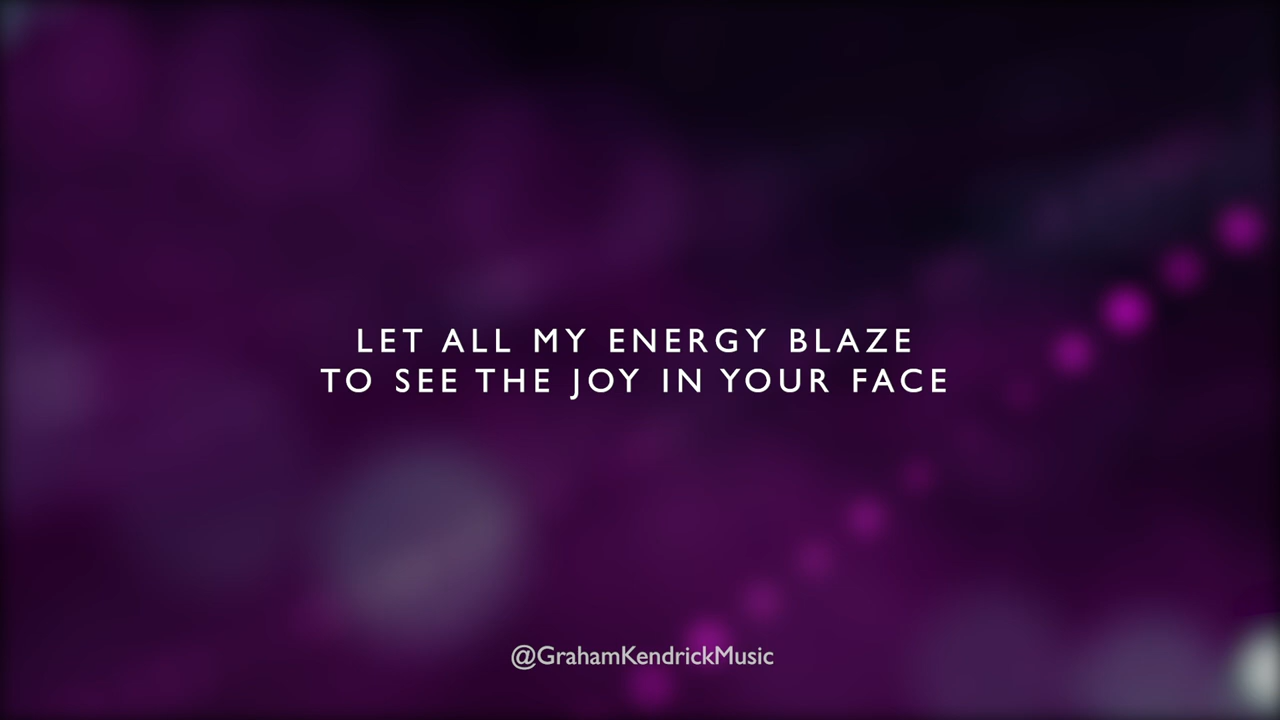 LET ALL MY ENERGY BLAZE
TO SEE THE JOY IN YOUR FACE
@GrahamKendrickMusic